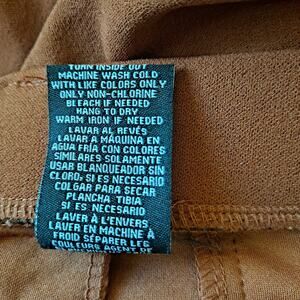 TURN INSIDE OUT
MACHINE WASH COLD
WITH LIKE COLORS ONLY
ONLY NON-CHLORINE
BLEACH IF NEEDED
HANG TO DRY
WARM IRON IF NEEDED
LAVAR AL REVÉS
LAVAR A MÁQUINA EN
AGUA FRÍA CON COLORES
SIMILARES SOLAMENTE
USAR BLANQUEADOR SIN
CLORO, SI ES NECESARIO
COLGAR PARA SECAR
PLANCHA TIBIA
SI ES NECESARIO
LAVER À L'ENVERS
LAVER EN MACHINE À
FROID SÉPARER LES
COULEURS AGENT DE